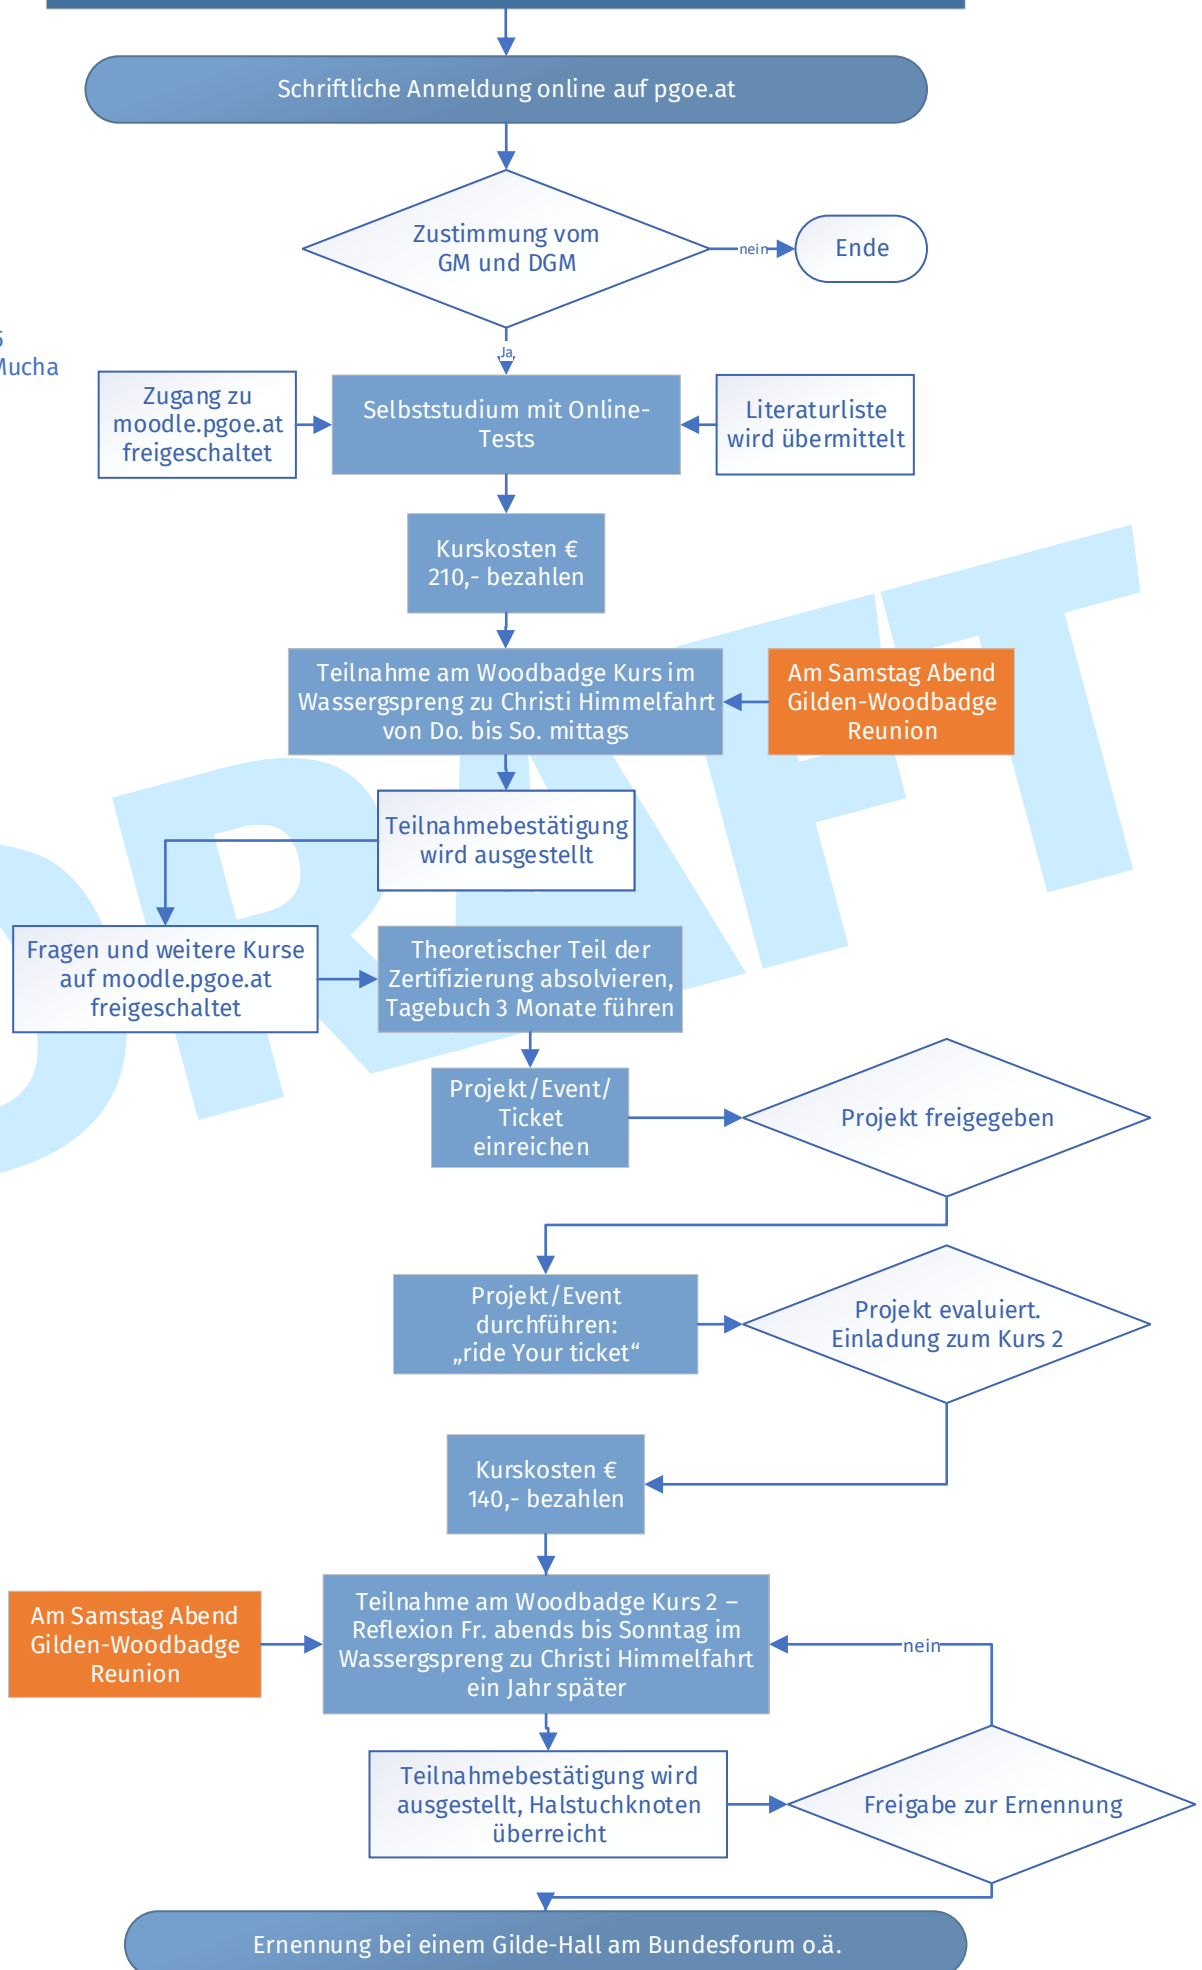 Schriftliche Anmeldung online auf pgoe.at
Zustimmung vom
GM und DGM
nein
Ende
Ja
Mucha
Zugang zu
moodle.pgoe.at
freigeschaltet
Selbststudium mit Online-
Tests
Literaturliste
wird übermittelt
Kurskosten €
210,- bezahlen
Teilnahme am Woodbadge Kurs im
Wassergspreng zu Christi Himmelfahrt
von Do. bis So. mittags
Am Samstag Abend
Gilden-Woodbadge
Reunion
Teilnahmebestätigung
wird ausgestellt
Fragen und weitere Kurse
auf moodle.pgoe.at
freigeschaltet
Theoretischer Teil der
Zertifizierung absolvieren,
Tagebuch 3 Monate führen
Projekt/Event/
Ticket
einreichen
Projekt freigegeben
Projekt/Event
durchführen:
„ride Your ticket“
Projekt evaluiert.
Einladung zum Kurs 2
Kurskosten €
140,- bezahlen
Am Samstag Abend
Gilden-Woodbadge
Reunion
Teilnahme am Woodbadge Kurs 2 –
Reflexion Fr. abends bis Sonntag im
Wassergspreng zu Christi Himmelfahrt
ein Jahr später
nein
Teilnahmebestätigung wird
ausgestellt, Halstuchknoten
überreicht
Freigabe zur Ernennung
Ernennung bei einem Gilde-Hall am Bundesforum o.ä.
DRAFT